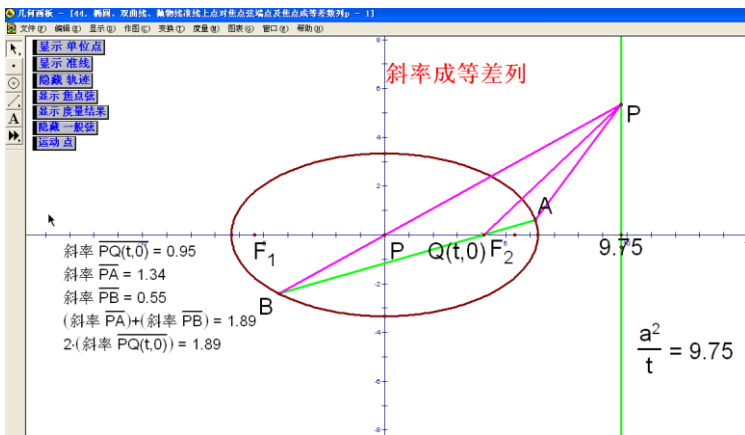 几何画板 - [44. 椭圆、双曲线、抛物线准线上点对焦点弦端点及焦点成等差数列p - 1]
文件(F) 编辑(E) 显示(D) 作图(C) 变换(T) 度量(M) 图表(G) 窗口(W) 帮助(H)
显示 单位点
显示 准线
隐藏 轨迹
显示 焦点弦
显示 度量结果
隐藏 一般弦
运动 点
斜率成等差列
P
A
F₁
P
Q(t,0)
F₂
9.75
B
斜率 PQ(t,0) = 0.95
斜率 PA = 1.34
斜率 PB = 0.55
(斜率 PA)+(斜率 PB) = 1.89
2·(斜率 PQ(t,0)) = 1.89
a²/t = 9.75